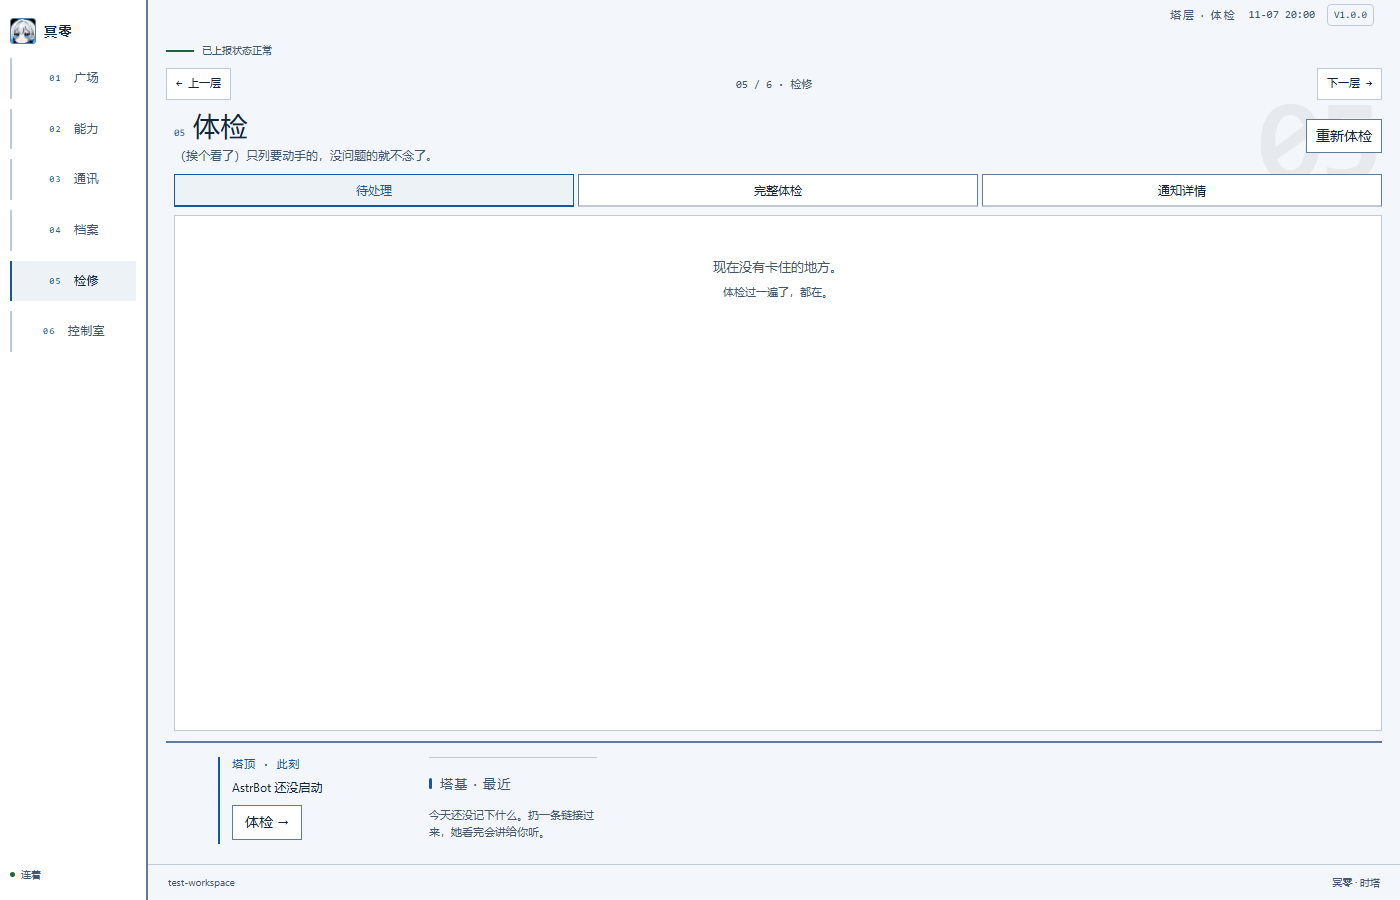 冥零
01 广场
02 能力
03 通讯
04 档案
05 检修
06 控制室
连着
塔层 · 体检 11-07 20:00 V1.0.0
已上报状态正常
← 上一层
05 / 6 · 检修
下一层 →
05
05 体检
重新体检
（挨个看了）只列要动手的，没问题的就不念了。
待处理
完整体检
通知详情
现在没有卡住的地方。
体检过一遍了，都在。
塔顶 · 此刻
AstrBot 还没启动
体检 →
塔基 · 最近
今天还没记下什么。扔一条链接过
来，她看完会讲给你听。
test-workspace
冥零 · 时塔